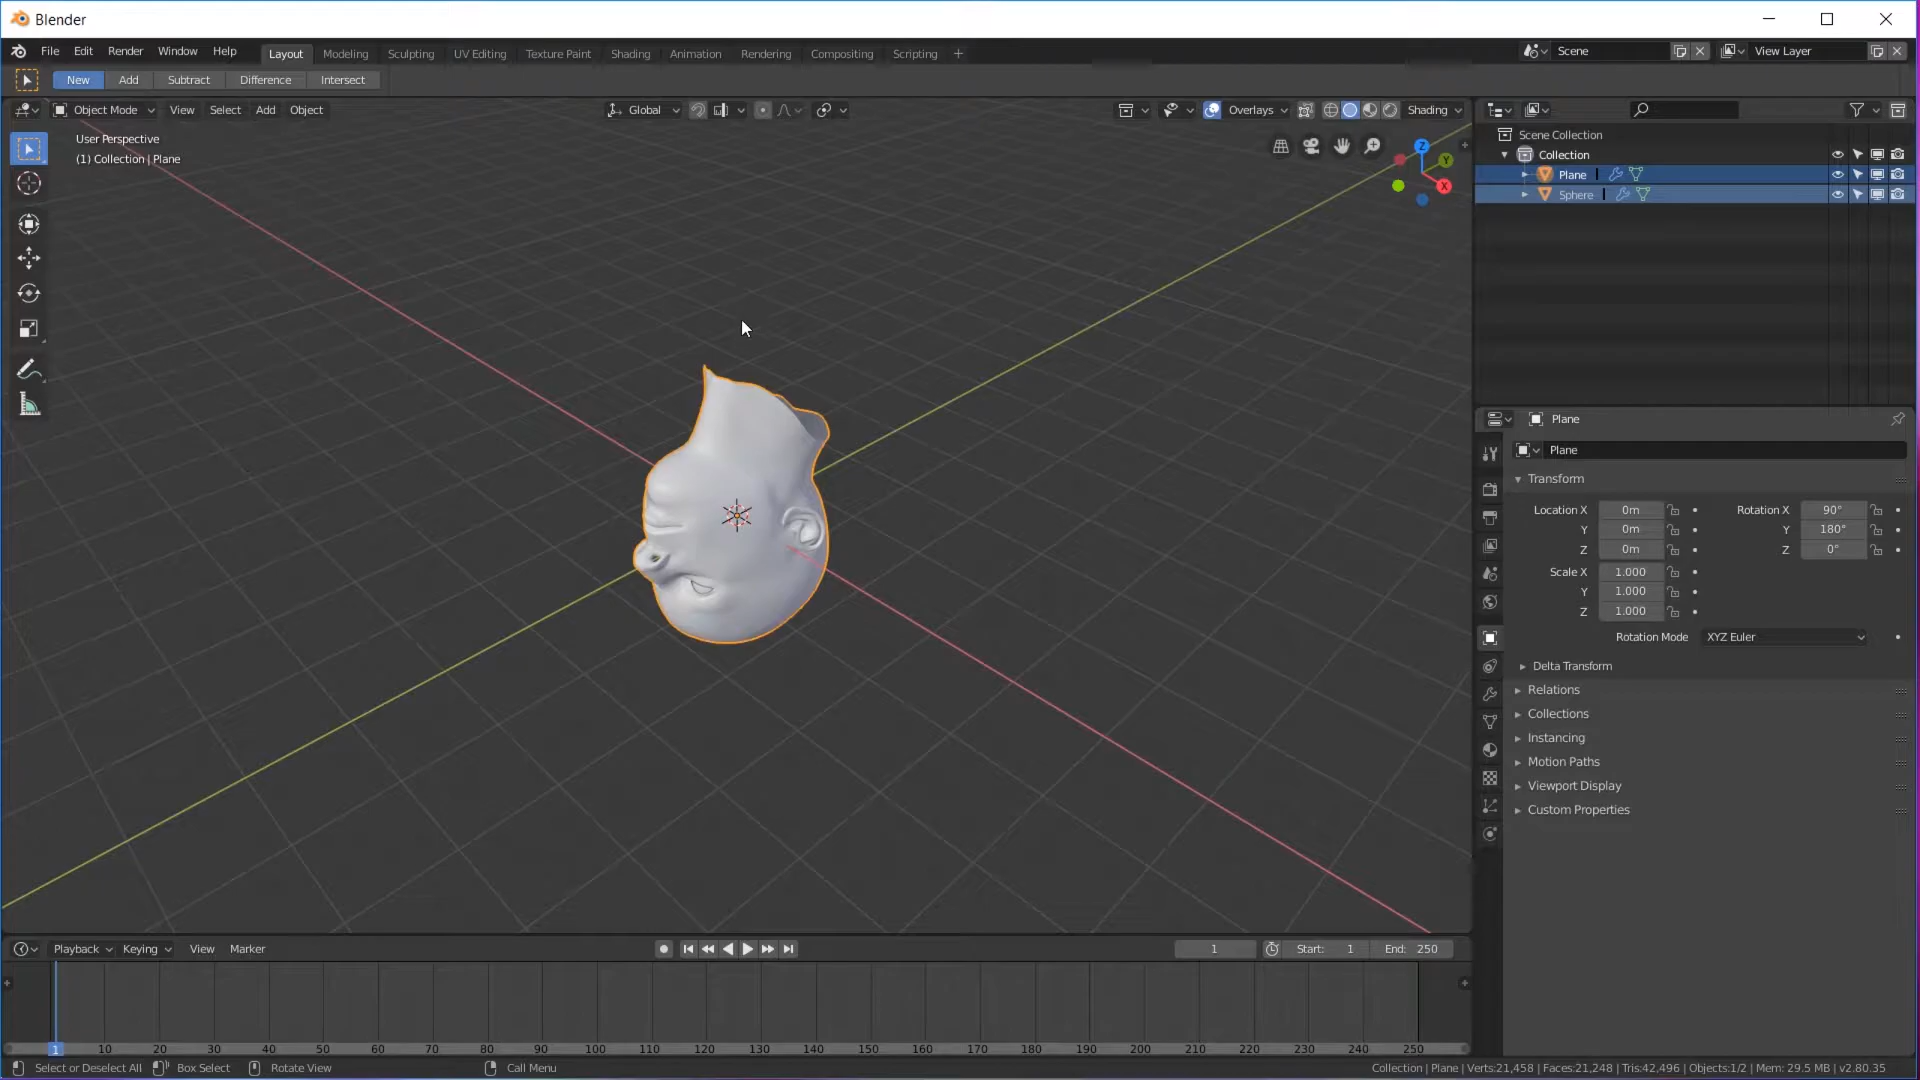 Blender
File Edit Render Window Help Layout Modeling Sculpting UV Editing Texture Paint Shading Animation Rendering Compositing Scripting + Scene View Layer
New Add Subtract Difference Intersect
Object Mode View Select Add Object Global Overlays Shading
User Perspective
(1) Collection | Plane
Z
Y
X
Scene Collection
Collection
Plane
Sphere
Plane
Plane
Transform
Location X 0m Rotation X 90°
Y 0m Y 180°
Z 0m Z 0°
Scale X 1.000
Y 1.000
Z 1.000
Rotation Mode XYZ Euler
Delta Transform
Relations
Collections
Instancing
Motion Paths
Viewport Display
Custom Properties
Playback Keying View Marker 1 Start: 1 End: 250
1 10 20 30 40 50 60 70 80 90 100 110 120 130 140 150 160 170 180 190 200 210 220 230 240 250
Select or Deselect All Box Select Rotate View Call Menu Collection | Plane | Verts:21,458 | Faces:21,248 | Tris:42,496 | Objects:1/2 | Mem: 29.5 MB | v2.80.35